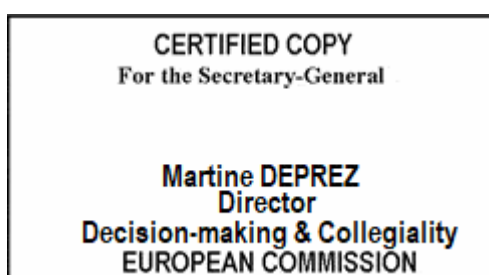 CERTIFIED COPY
For the Secretary-General
Martine DEPREZ
Director
Decision-making & Collegiality
EUROPEAN COMMISSION